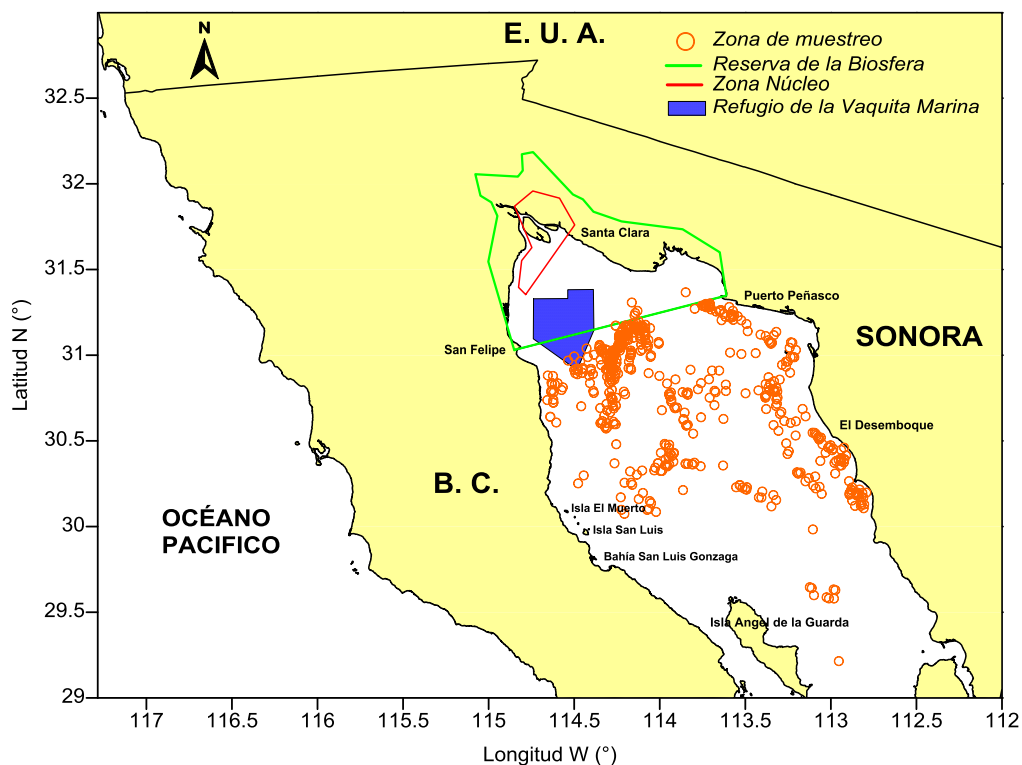 E. U. A.
N
Zona de muestreo
Reserva de la Biosfera
Zona Núcleo
Refugio de la Vaquita Marina
32.5
32
31.5
31
30.5
30
29.5
29
Latitud N (°)
Santa Clara
Puerto Peñasco
SONORA
San Felipe
El Desemboque
B. C.
OCÉANO
PACIFICO
Isla El Muerto
Isla San Luis
Bahía San Luis Gonzaga
Isla Angel de la Guarda
117
116.5
116
115.5
115
114.5
114
113.5
113
112.5
112
Longitud W (°)